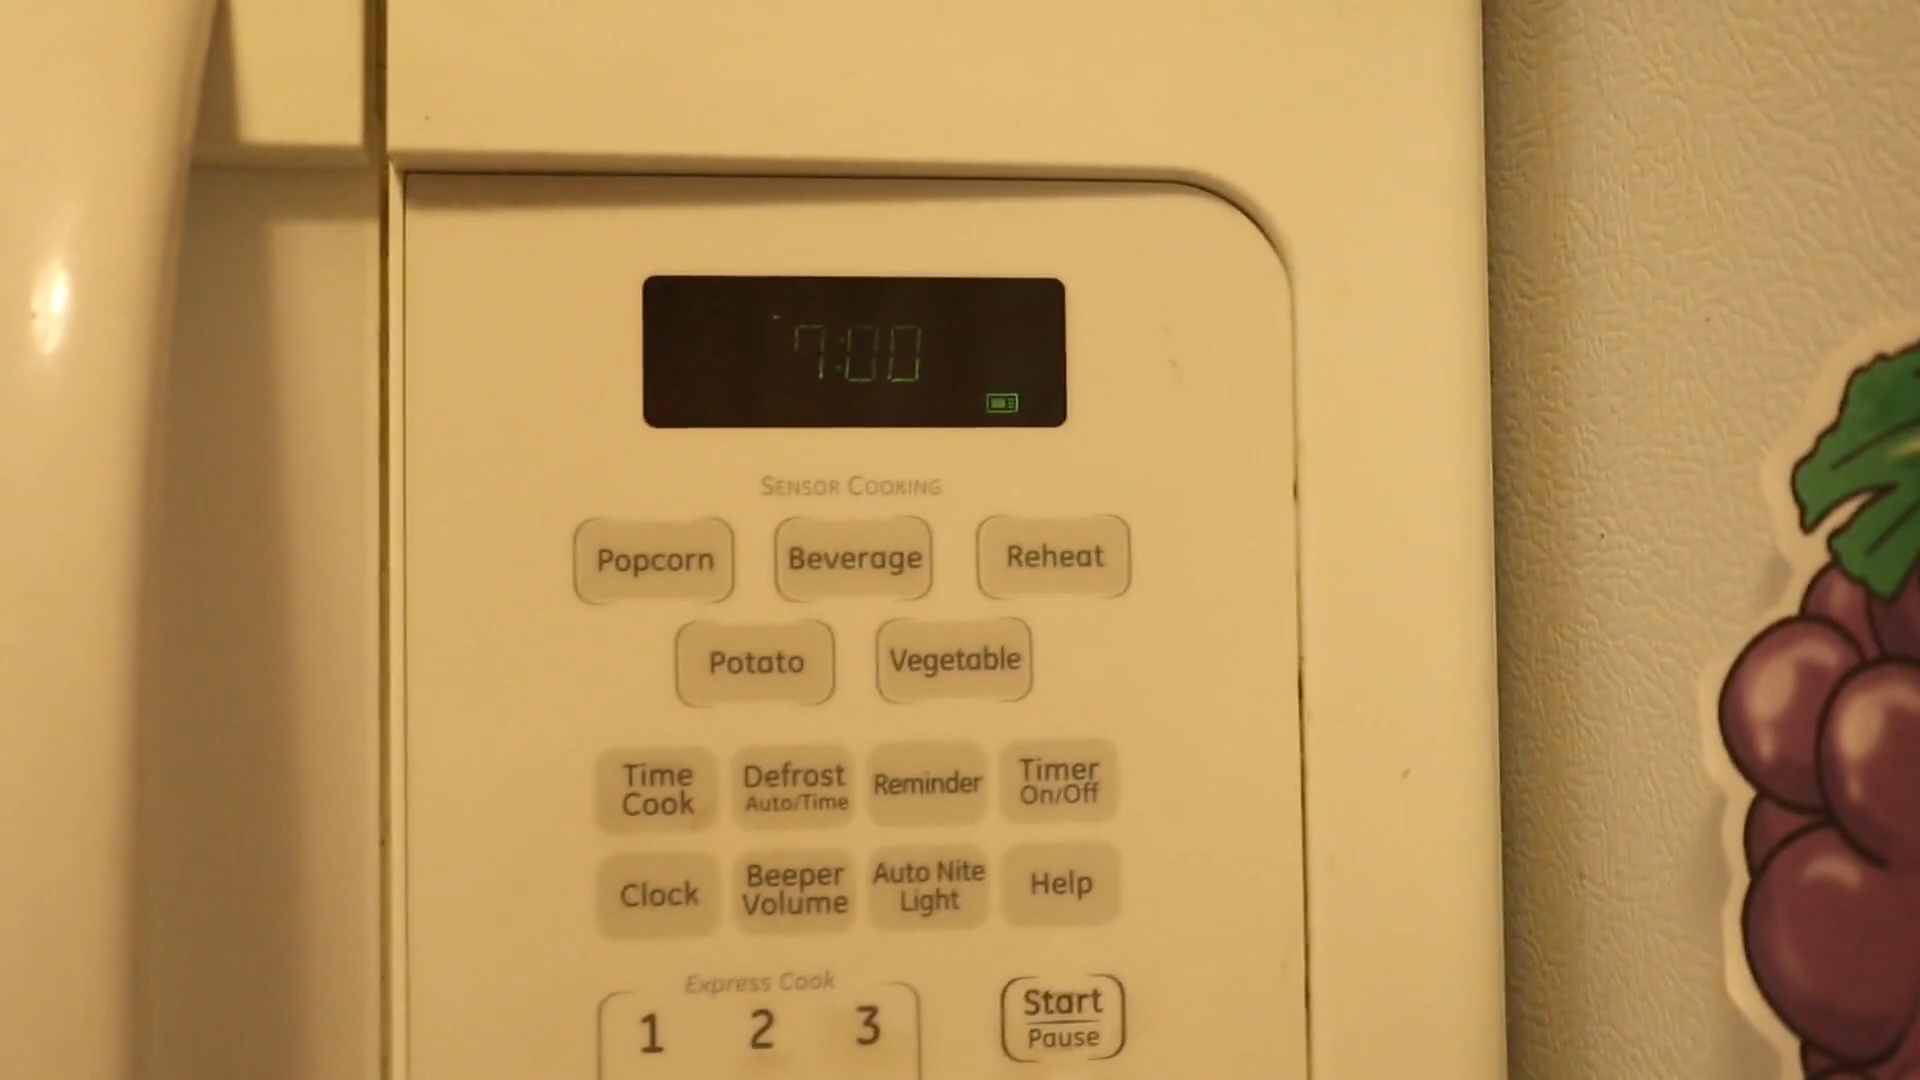 7:00
SENSOR COOKING
Popcorn Beverage Reheat
Potato Vegetable
Time Cook
Defrost Auto/Time
Reminder
Timer On/Off
Clock
Beeper Volume
Auto Nite Light
Help
Express Cook
1 2 3
Start
Pause